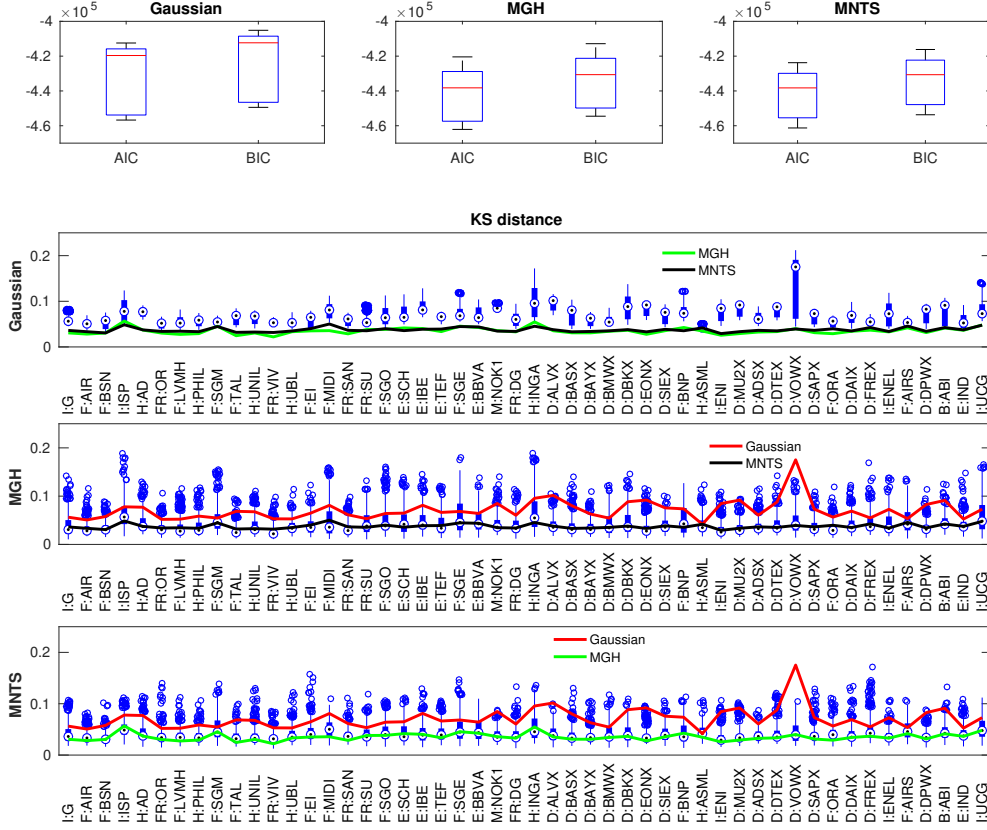 Gaussian MGH MNTS
×10⁵ ×10⁵ ×10⁵
-4 -4 -4
-4.2 -4.2 -4.2
-4.4 -4.4 -4.4
-4.6 -4.6 -4.6
AIC BIC AIC BIC AIC BIC
KS distance
Gaussian
0.2
0.1
0
MGH
MNTS
I:G F:AIR F:BSN I:ISP H:AD FR:OR F:LVMH H:PHIL F:SGM F:TAL H:UNIL FR:VIV H:UBL F:EI F:MIDI FR:SAN FR:SU F:SGO E:SCH E:IBE E:TEF F:SGE E:BBVA M:NOK1 FR:DG H:INGA D:ALVX D:BASX D:BAYX D:BMWX D:DBKX D:EONX D:SIEX F:BNP H:ASML I:ENI D:MU2X D:ADSX D:DTEX D:VOWX D:SAPX F:ORA D:DAIX D:FREX I:ENEL F:AIRS D:DPWX B:ABI E:IND I:UCG
MGH
0.2
0.1
0
Gaussian
MNTS
I:G F:AIR F:BSN I:ISP H:AD FR:OR F:LVMH H:PHIL F:SGM F:TAL H:UNIL FR:VIV H:UBL F:EI F:MIDI FR:SAN FR:SU F:SGO E:SCH E:IBE E:TEF F:SGE E:BBVA M:NOK1 FR:DG H:INGA D:ALVX D:BASX D:BAYX D:BMWX D:DBKX D:EONX D:SIEX F:BNP H:ASML I:ENI D:MU2X D:ADSX D:DTEX D:VOWX D:SAPX F:ORA D:DAIX D:FREX I:ENEL F:AIRS D:DPWX B:ABI E:IND I:UCG
MNTS
0.2
0.1
0
Gaussian
MGH
I:G F:AIR F:BSN I:ISP H:AD FR:OR F:LVMH H:PHIL F:SGM F:TAL H:UNIL FR:VIV H:UBL F:EI F:MIDI FR:SAN FR:SU F:SGO E:SCH E:IBE E:TEF F:SGE E:BBVA M:NOK1 FR:DG H:INGA D:ALVX D:BASX D:BAYX D:BMWX D:DBKX D:EONX D:SIEX F:BNP H:ASML I:ENI D:MU2X D:ADSX D:DTEX D:VOWX D:SAPX F:ORA D:DAIX D:FREX I:ENEL F:AIRS D:DPWX B:ABI E:IND I:UCG